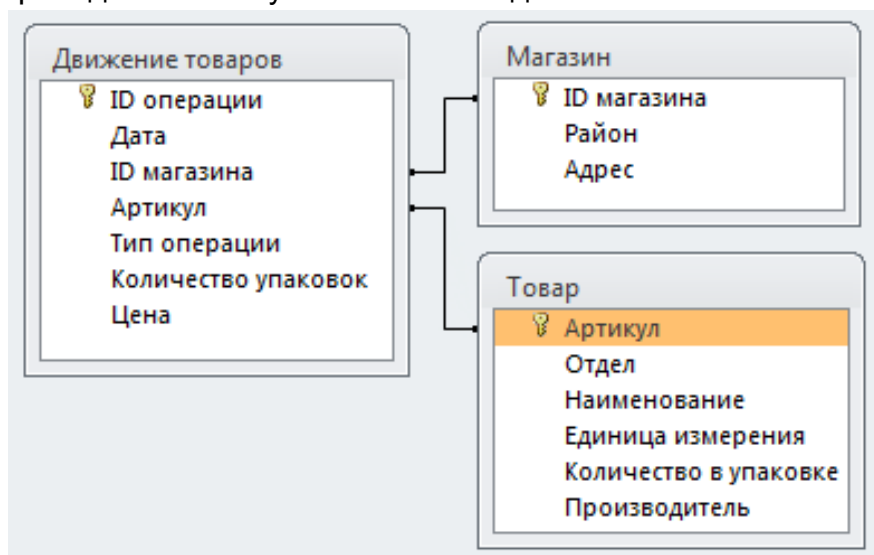 Движение товаров
ID операции
Дата
ID магазина
Артикул
Тип операции
Количество упаковок
Цена
Магазин
ID магазина
Район
Адрес
Товар
Артикул
Отдел
Наименование
Единица измерения
Количество в упаковке
Производитель